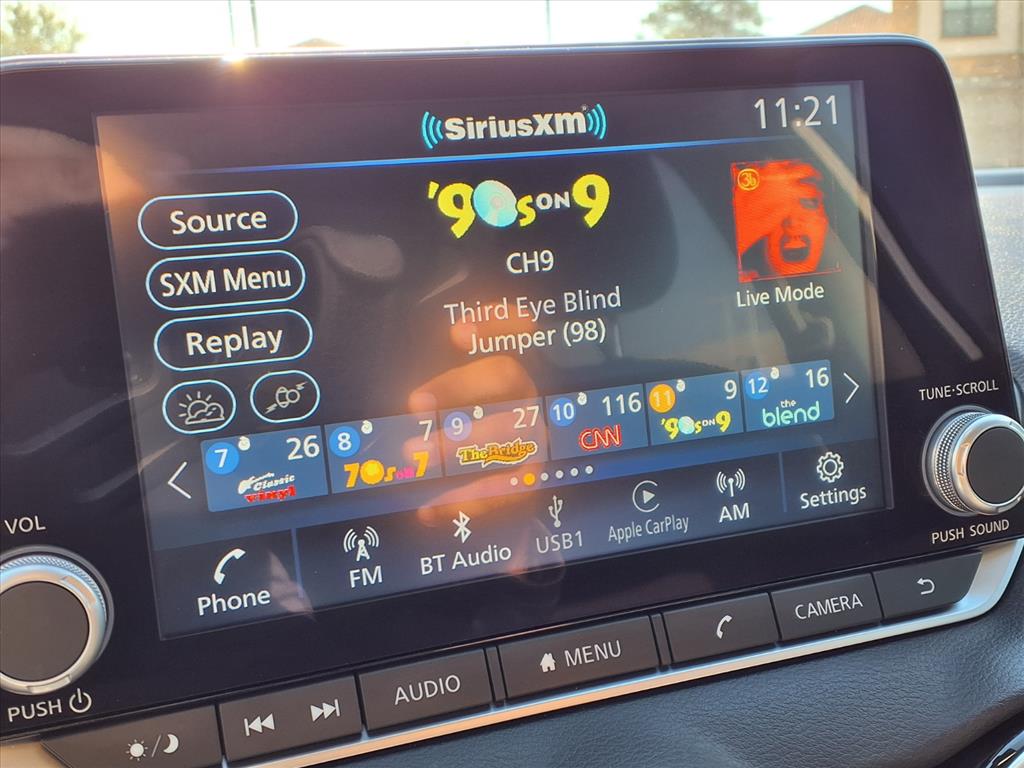 SiriusXM
11:21
'90s ON 9
3b
Source
SXM Menu
Replay
CH9
Third Eye Blind
Jumper (98)
Live Mode
7 26
Classic
vinyl
8 7
70s on 7
9 27
The Bridge
10 116
CNN
11 9
'90s ON 9
12 16
the
blend
Phone
FM
BT Audio
USB1
Apple CarPlay
AM
Settings
VOL
PUSH
TUNE·SCROLL
PUSH SOUND
AUDIO
MENU
CAMERA